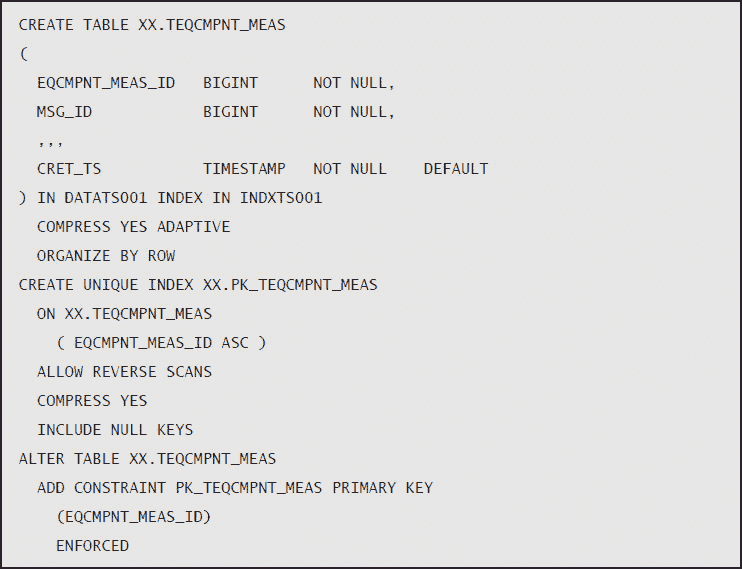 CREATE TABLE XX.TEQCMPNT_MEAS
(
EQCMPNT_MEAS_ID BIGINT NOT NULL,
MSG_ID BIGINT NOT NULL,
,,,
CRET_TS TIMESTAMP NOT NULL DEFAULT
) IN DATATS001 INDEX IN INDXTS001
COMPRESS YES ADAPTIVE
ORGANIZE BY ROW
CREATE UNIQUE INDEX XX.PK_TEQCMPNT_MEAS
ON XX.TEQCMPNT_MEAS
( EQCMPNT_MEAS_ID ASC )
ALLOW REVERSE SCANS
COMPRESS YES
INCLUDE NULL KEYS
ALTER TABLE XX.TEQCMPNT_MEAS
ADD CONSTRAINT PK_TEQCMPNT_MEAS PRIMARY KEY
(EQCMPNT_MEAS_ID)
ENFORCED